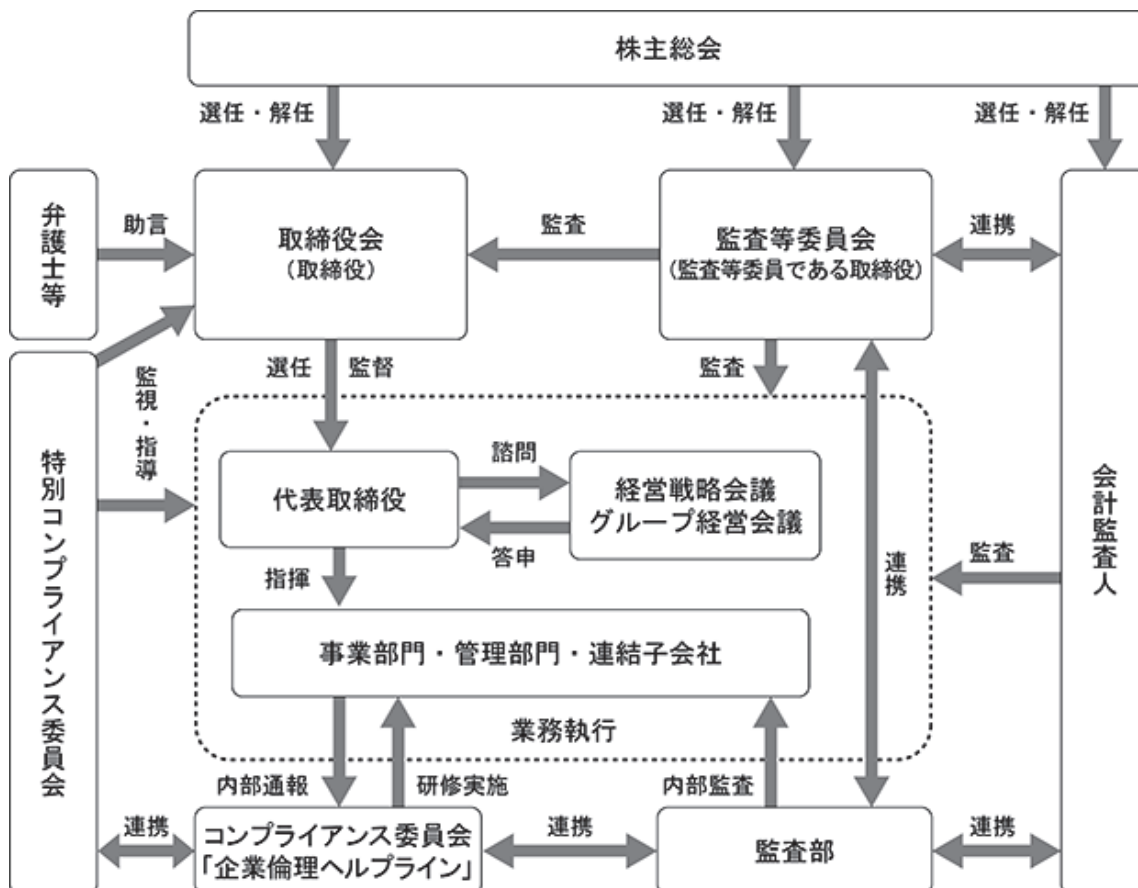 株主総会
選任・解任
選任・解任
選任・解任
弁護士等
助言
取締役会
(取締役)
監査
監査等委員会
(監査等委員である取締役)
連携
会計監査人
選任
監督
監査
監視・指導
特別コンプライアンス委員会
代表取締役
諮問
答申
経営戦略会議
グループ経営会議
指揮
連携
監査
事業部門・管理部門・連結子会社
業務執行
内部通報
研修実施
内部監査
連携
コンプライアンス委員会
「企業倫理ヘルプライン」
連携
監査部
連携